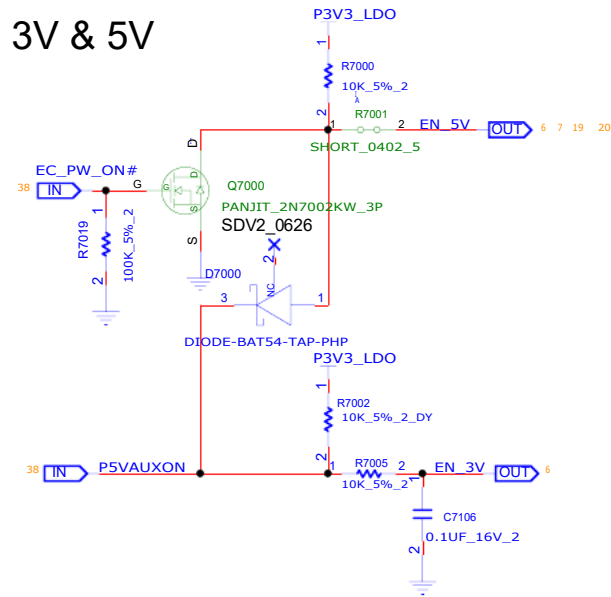 3V & 5V
P3V3_LDO
1
R7000
10K_5%_2
2
A
R7001
1
2
EN_5V
OUT
6 7 19 20
SHORT_0402_5
D
EC_PW_ON#
38
IN
G
G
D
S
Q7000
PANJIT_2N7002KW_3P
S
SDV2_0626
1
R7019
100K_5%_2
2
2
NC
D7000
3
1
DIODE-BAT54-TAP-PHP
P3V3_LDO
1
R7002
10K_5%_2_DY
2
38
IN
P5VAUXON
1
R7005
2
10K_5%_2
EN_3V
OUT
6
1
C7106
0.1UF_16V_2
2